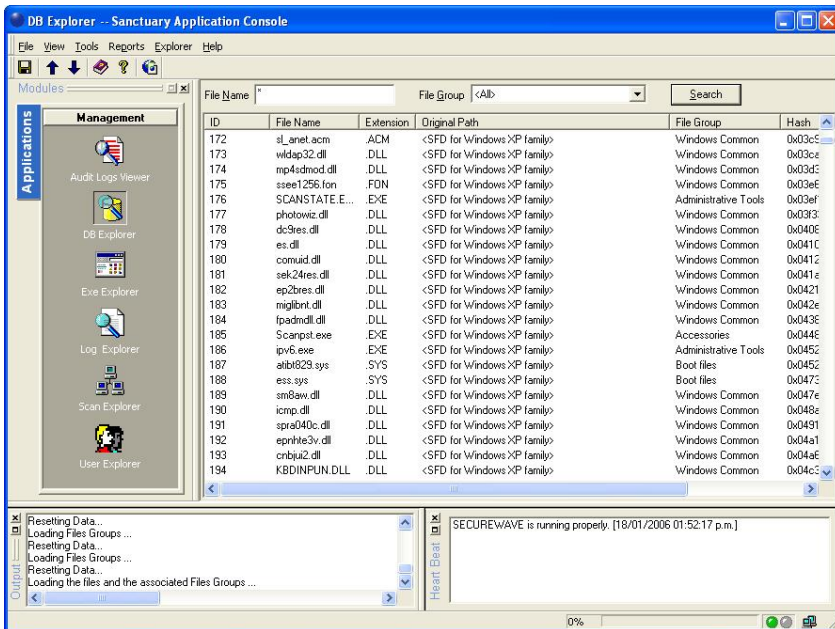 DB Explorer -- Sanctuary Application Console
File View Tools Reports Explorer Help
Modules
Applications
Management
Audit Logs Viewer
DB Explorer
Exe Explorer
Log Explorer
Scan Explorer
User Explorer
File Name * File Group <All> Search
ID File Name Extension Original Path File Group Hash
172 sl_anet.acm .ACM <SFD for Windows XP family> Windows Common
173 wldap32.dll .DLL <SFD for Windows XP family> Windows Common 0x03ca
174 mp4sdmod.dll .DLL <SFD for Windows XP family> Windows Common 0x03d3
175 ssee1256.fon .FON <SFD for Windows XP family> Windows Common
176 SCANSTATE.E... .EXE <SFD for Windows XP family> Administrative Tools 0x03ef
177 photowiz.dll .DLL <SFD for Windows XP family> Windows Common
178 dc9res.dll .DLL <SFD for Windows XP family> Windows Common
179 es.dll .DLL <SFD for Windows XP family> Windows Common
180 comuid.dll .DLL <SFD for Windows XP family> Windows Common 0x0412
181 sek24res.dll .DLL <SFD for Windows XP family> Windows Common 0x041a
182 ep2bres.dll .DLL <SFD for Windows XP family> Windows Common 0x0421
183 miglibnt.dll .DLL <SFD for Windows XP family> Windows Common 0x042e
184 fpadmdll.dll .DLL <SFD for Windows XP family> Windows Common
185 Scanpst.exe .EXE <SFD for Windows XP family> Accessories 0x0448
186 ipv6.exe .EXE <SFD for Windows XP family> Administrative Tools 0x0452
187 atibt829.sys .SYS <SFD for Windows XP family> Boot files 0x0452
188 ess.sys .SYS <SFD for Windows XP family> Boot files 0x0473
189 sm8aw.dll .DLL <SFD for Windows XP family> Windows Common 0x047e
190 icmp.dll .DLL <SFD for Windows XP family> Windows Common 0x048a
191 spra040c.dll .DLL <SFD for Windows XP family> Windows Common 0x0491
192 epnhte3v.dll .DLL <SFD for Windows XP family> Windows Common 0x04a1
193 cnbjui2.dll .DLL <SFD for Windows XP family> Windows Common
194 KBDINPUN.DLL .DLL <SFD for Windows XP family> Windows Common
Output
Resetting Data...
Loading Files Groups ...
Resetting Data...
Loading Files Groups ...
Resetting Data...
Loading the files and the associated Files Groups ...
Heart Beat
SECUREWAVE is running properly. [18/01/2006 01:52:17 p.m.]
0%